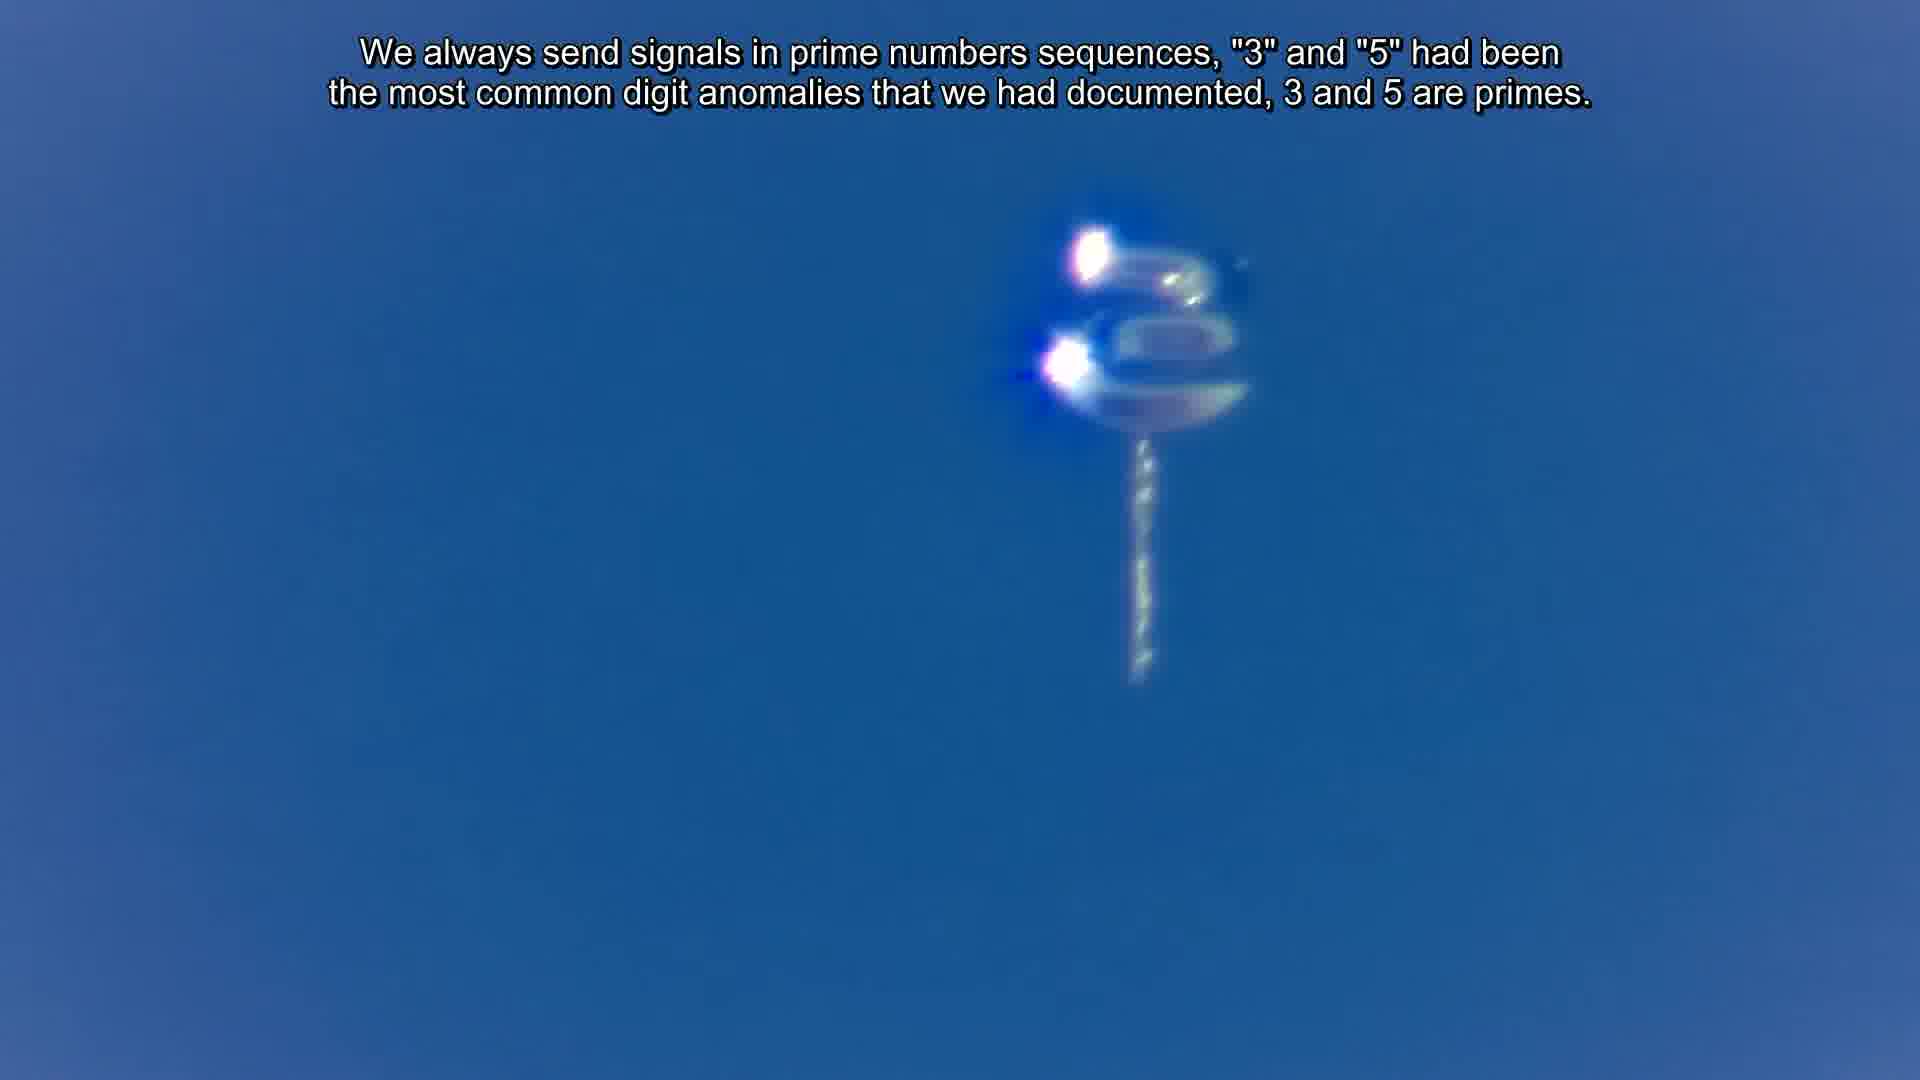 We always send signals in prime numbers sequences, "3" and "5" had been
the most common digit anomalies that we had documented, 3 and 5 are primes.